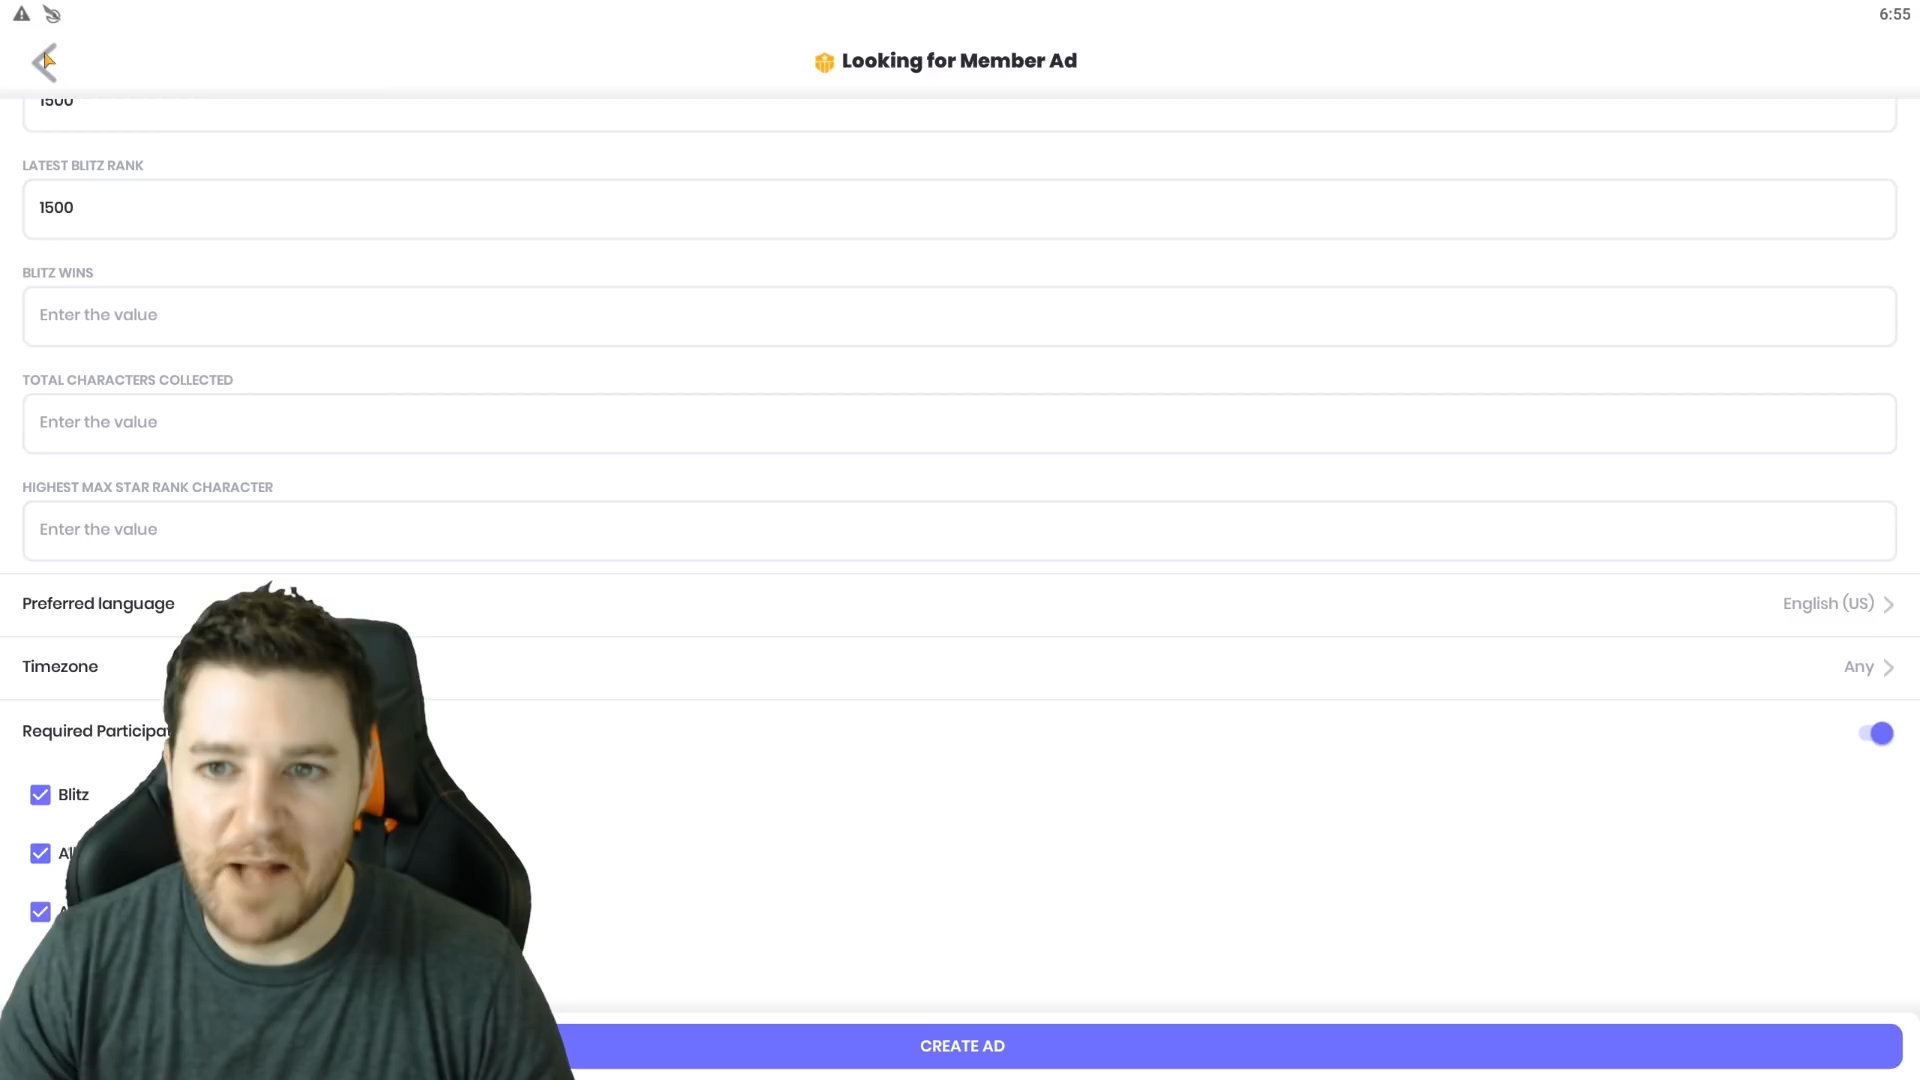 6:55
Looking for Member Ad
1500
LATEST BLITZ RANK
1500
BLITZ WINS
Enter the value
TOTAL CHARACTERS COLLECTED
Enter the value
HIGHEST MAX STAR RANK CHARACTER
Enter the value
Preferred language
English (US)
Timezone
Any
Required
Blitz
CREATE AD